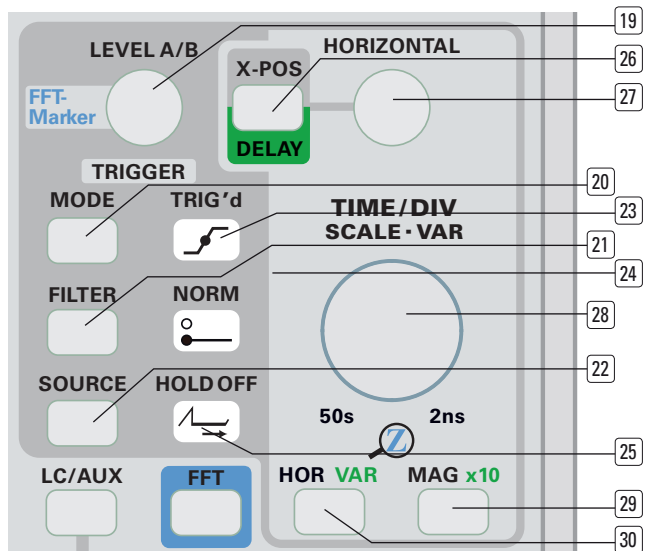 19
LEVEL A/B
HORIZONTAL
X-POS
26
FFT-
Marker
27
DELAY
TRIGGER
MODE
TRIG'd
20
TIME/DIV
SCALE · VAR
23
21
24
FILTER
NORM
28
SOURCE
HOLD OFF
22
50s
2ns
Z
25
LC/AUX
FFT
HOR VAR
MAG x10
29
30